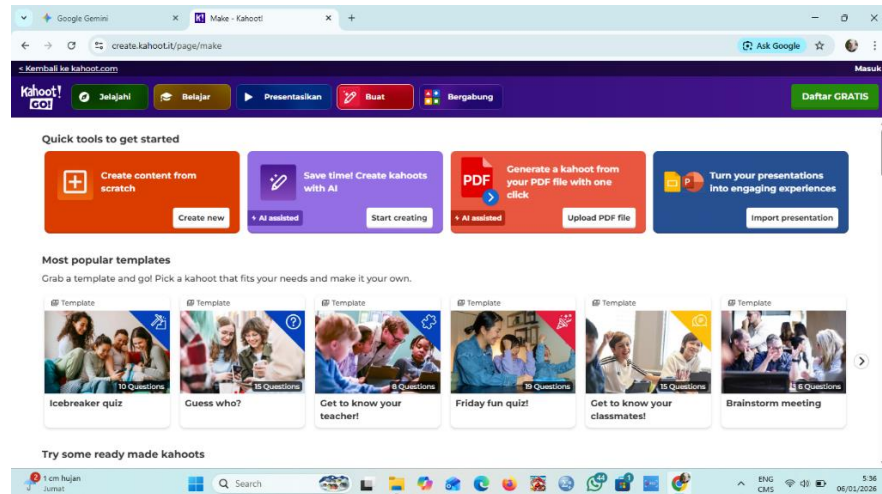 Google Gemini
Make - Kahoot!
create.kahoot.it/page/make
Ask Google
< Kembali ke kahoot.com
Masuk
Kahoot! GO!
Jelajahi
Belajar
Presentasikan
Buat
Bergabung
Daftar GRATIS
Quick tools to get started
Create content from
scratch
Create new
Save time! Create kahoots
with AI
+ AI assisted
Start creating
PDF
Generate a kahoot from
your PDF file with one
click
+ AI assisted
Upload PDF file
Turn your presentations
into engaging experiences
Import presentation
Most popular templates
Grab a template and go! Pick a kahoot that fits your needs and make it your own.
Template
10 Questions
Icebreaker quiz
Template
15 Questions
Guess who?
Template
8 Questions
Get to know your
teacher!
Template
19 Questions
Friday fun quiz!
Template
15 Questions
Get to know your
classmates!
Template
6 Questions
Brainstorm meeting
Try some ready made kahoots
2
1 cm hujan
Jumat
Search
44
ENG
CMS
5:36
06/01/2026